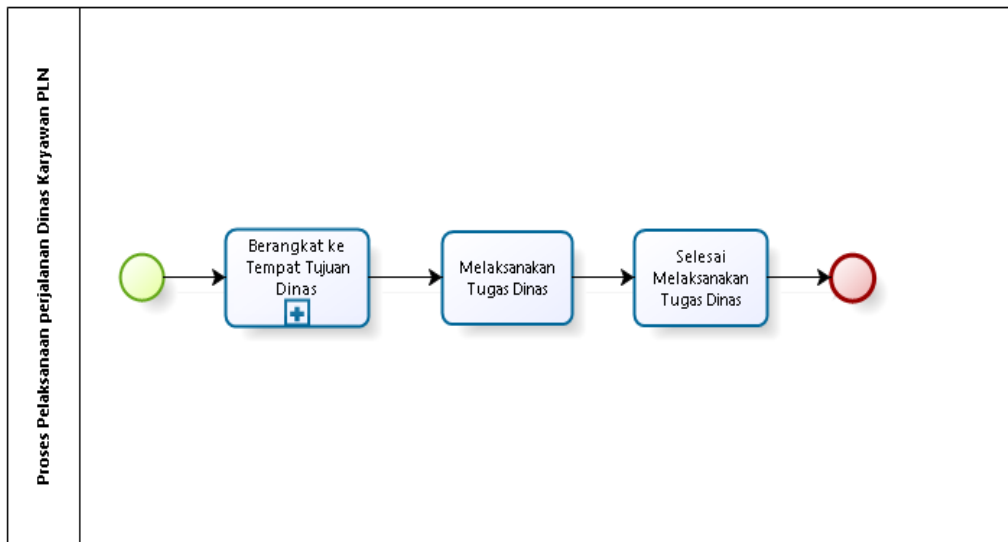 Proses Pelaksanaan perjalanan Dinas Karyawan PLN
Berangkat ke
Tempat Tujuan
Dinas
Melaksanakan
Tugas Dinas
Selesai
Melaksanakan
Tugas Dinas